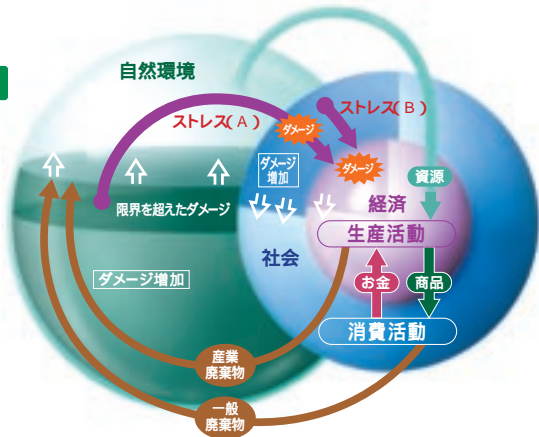 自然環境
ストレス(A)
ストレス(B)
ダメージ
ダメージ
ダメージ
増加
資源
限界を超えたダメージ
経済
生産活動
社会
ダメージ増加
お金
商品
消費活動
産業
廃棄物
一般
廃棄物